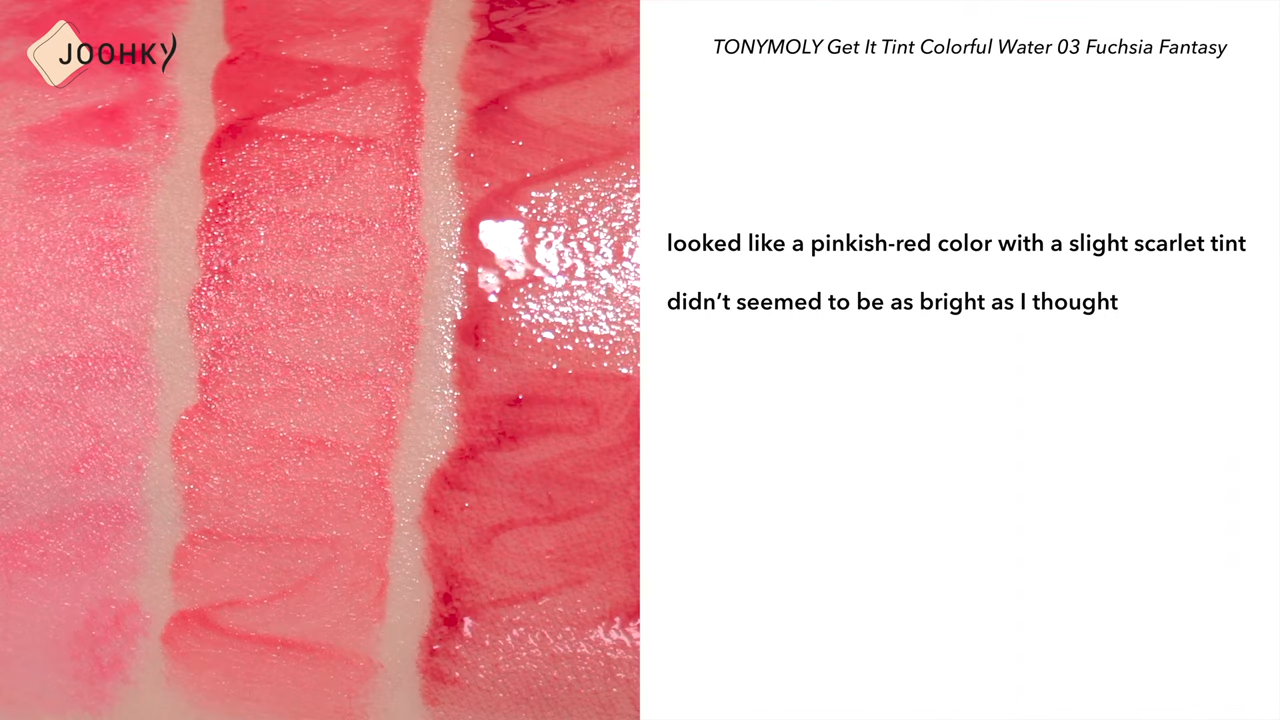 JOOHKY
TONYMOLY Get It Tint Colorful Water 03 Fuchsia Fantasy
looked like a pinkish-red color with a slight scarlet tint
didn’t seemed to be as bright as I thought